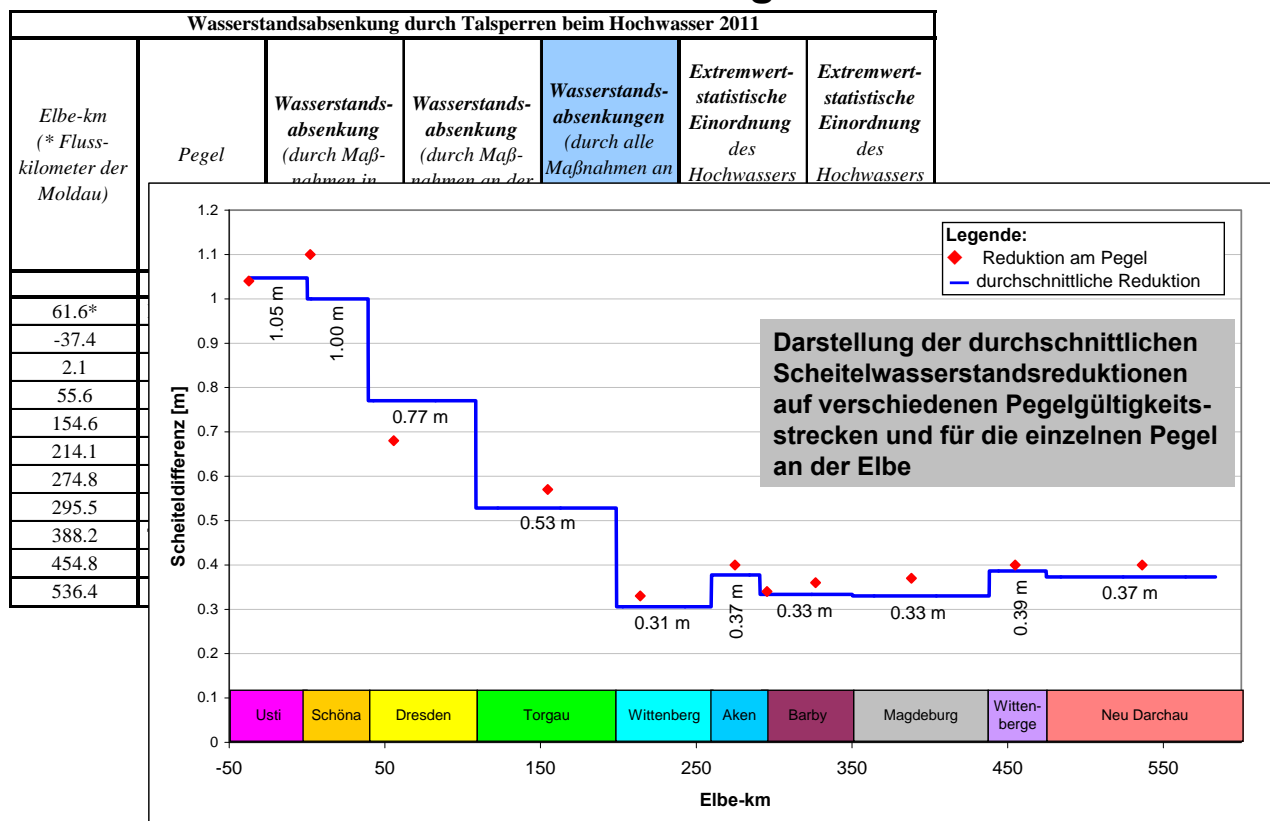 Wasserstandsabsenkung durch Talsperren beim Hochwasser 2011
Elbe-km
(* Fluss-
kilometer der
Moldau)
Pegel
Wasserstands-
absenkung
(durch Maß-
nahmen in
Wasserstands-
absenkung
(durch Maß-
nahmen an der
Wasserstands-
absenkungen
(durch alle
Maßnahmen an
Extremwert-
statistische
Einordnung
des
Hochwassers
Extremwert-
statistische
Einordnung
des
Hochwassers
61.6*
-37.4
2.1
55.6
154.6
214.1
274.8
295.5
388.2
454.8
536.4
Scheiteldifferenz [m]
1.2
1.1
1
0.9
0.8
0.7
0.6
0.5
0.4
0.3
0.2
0.1
0
Legende:
Reduktion am Pegel
durchschnittliche Reduktion
Darstellung der durchschnittlichen
Scheitelwasserstandsreduktionen
auf verschiedenen Pegelgültigkeits-
strecken und für die einzelnen Pegel
an der Elbe
1.05 m
1.00 m
0.77 m
0.53 m
0.31 m
0.37 m
0.33 m
0.33 m
0.39 m
0.37 m
Usti
Schöna
Dresden
Torgau
Wittenberg
Aken
Barby
Magdeburg
Witten-
berge
Neu Darchau
-50
50
150
250
350
450
550
Elbe-km